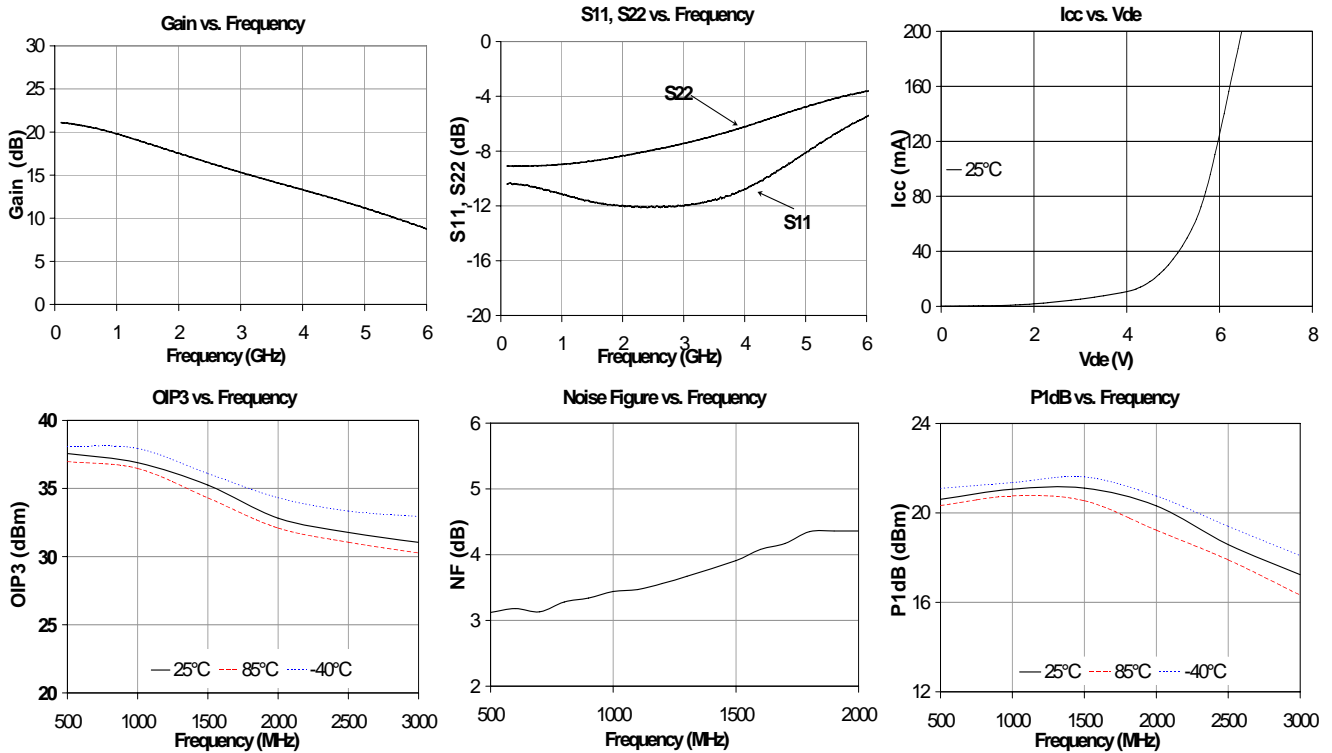 Gain vs. Frequency
30
25
20
15
10
5
0
Gain (dB)
0 1 2 3 4 5 6
Frequency (GHz)
S11, S22 vs. Frequency
0
-4
-8
-12
-16
-20
S11, S22 (dB)
S22
S11
0 1 2 3 4 5 6
Frequency (GHz)
Icc vs. Vde
200
160
120
80
40
0
Icc (mA)
25°C
0 2 4 6 8
Vde (V)
OIP3 vs. Frequency
40
35
30
25
20
OIP3 (dBm)
25°C 85°C -40°C
500 1000 1500 2000 2500 3000
Frequency (MHz)
Noise Figure vs. Frequency
6
5
4
3
2
NF (dB)
500 1000 1500 2000
Frequency (MHz)
P1dB vs. Frequency
24
20
16
12
P1dB (dBm)
25°C 85°C -40°C
500 1000 1500 2000 2500 3000
Frequency (MHz)